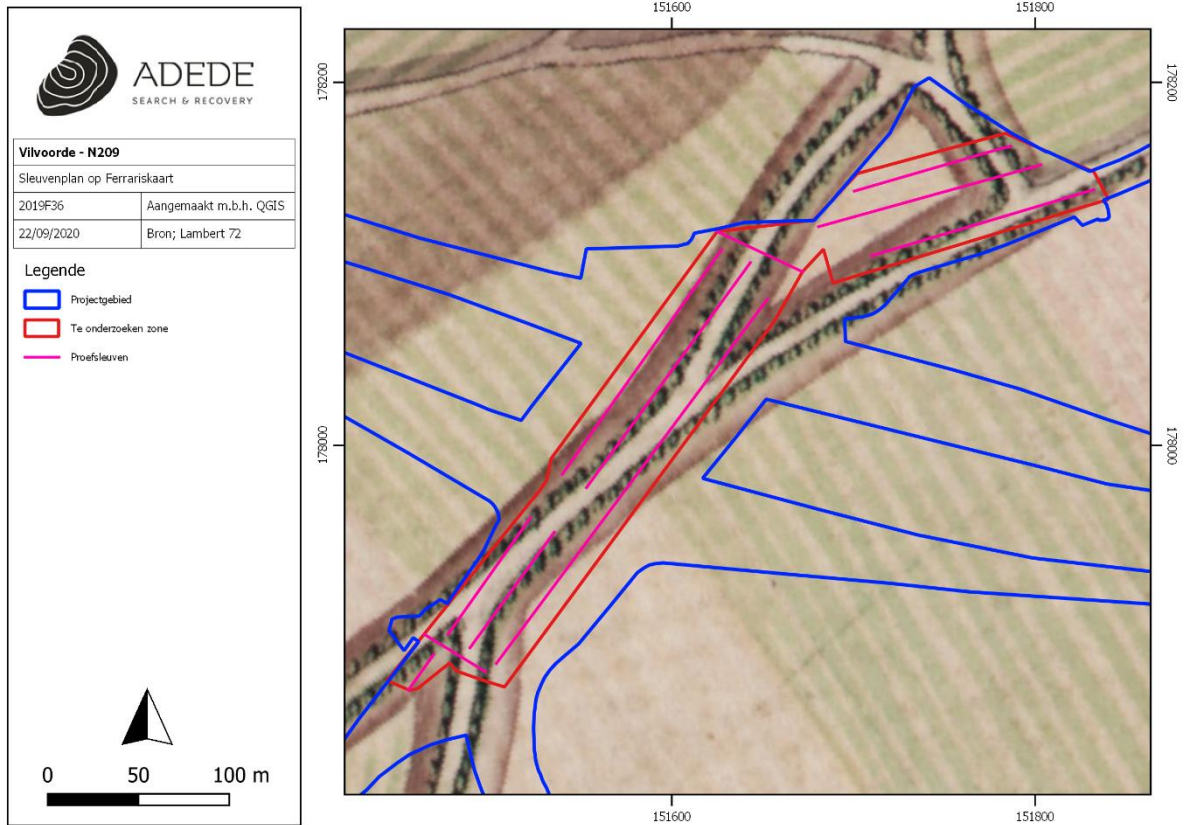 ADEDE
SEARCH & RECOVERY
Vilvoorde - N209
Sleuvenplan op Ferrariskaart
2019F36 Aangemaakt m.b.h. QGIS
22/09/2020 Bron; Lambert 72
Legende
Projectgebied
Te onderzoeken zone
Proefsleuven
0 50 100 m
151600 151800
178200 178200
178000 178000
151600 151800